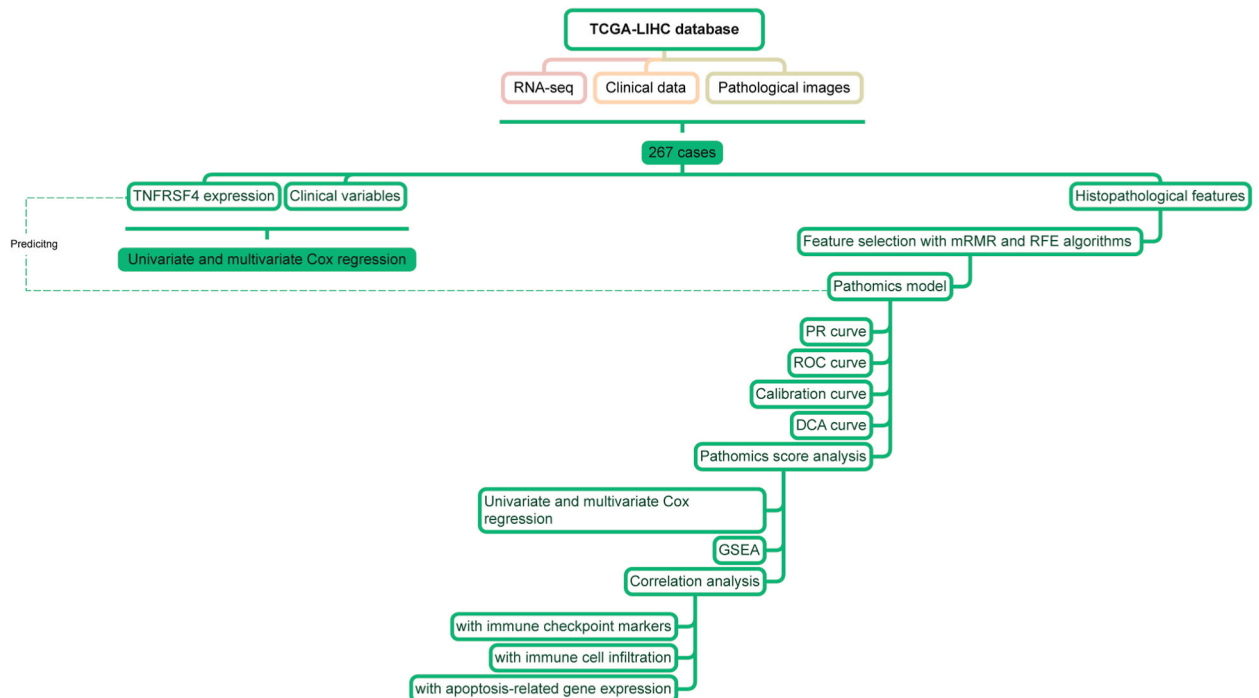 TCGA-LIHC database
RNA-seq
Clinical data
Pathological images
267 cases
TNFRSF4 expression
Clinical variables
Histopathological features
Predicitng
Feature selection with mRMR and RFE algorithms
Univariate and multivariate Cox regression
Pathomics model
PR curve
ROC curve
Calibration curve
DCA curve
Pathomics score analysis
Univariate and multivariate Cox
regression
GSEA
Correlation analysis
with immune checkpoint markers
with immune cell infiltration
with apoptosis-related gene expression